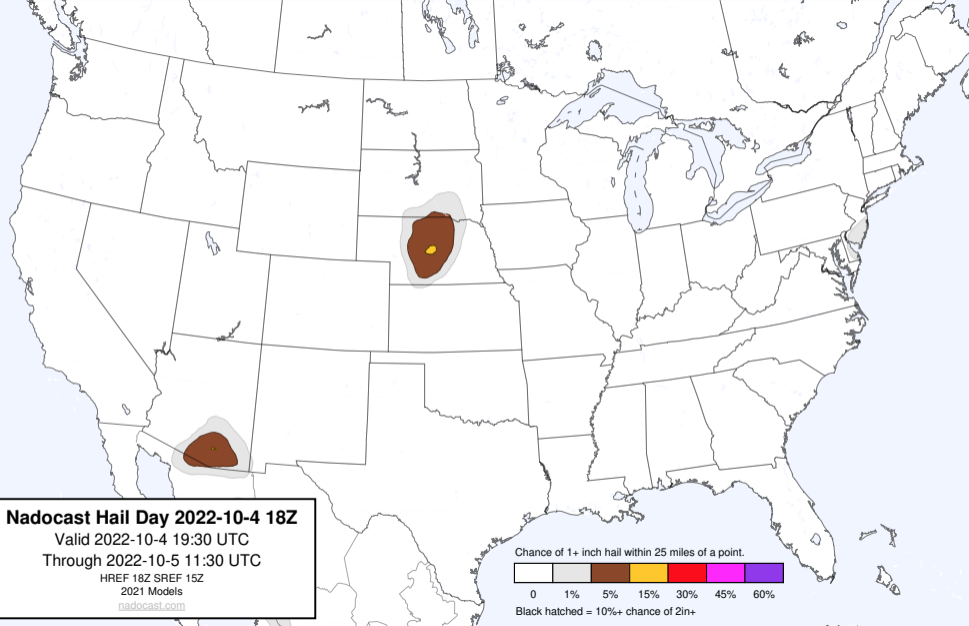 Nadocast Hail Day 2022-10-4 18Z
Valid 2022-10-4 19:30 UTC
Through 2022-10-5 11:30 UTC
HREF 18Z SREF 15Z
2021 Models
nadocast.com
Chance of 1+ inch hail within 25 miles of a point.
0 1% 5% 15% 30% 45% 60%
Black hatched = 10%+ chance of 2in+